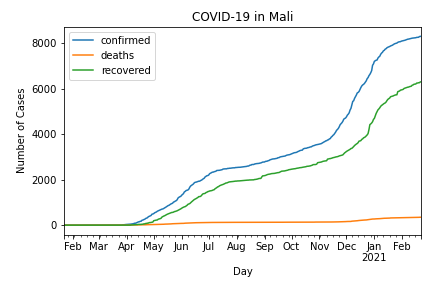 COVID-19 in Mali
confirmed
deaths
recovered
Number of Cases
8000
6000
4000
2000
0
Feb Mar Apr May Jun Jul Aug Sep Oct Nov Dec Jan Feb
2021
Day